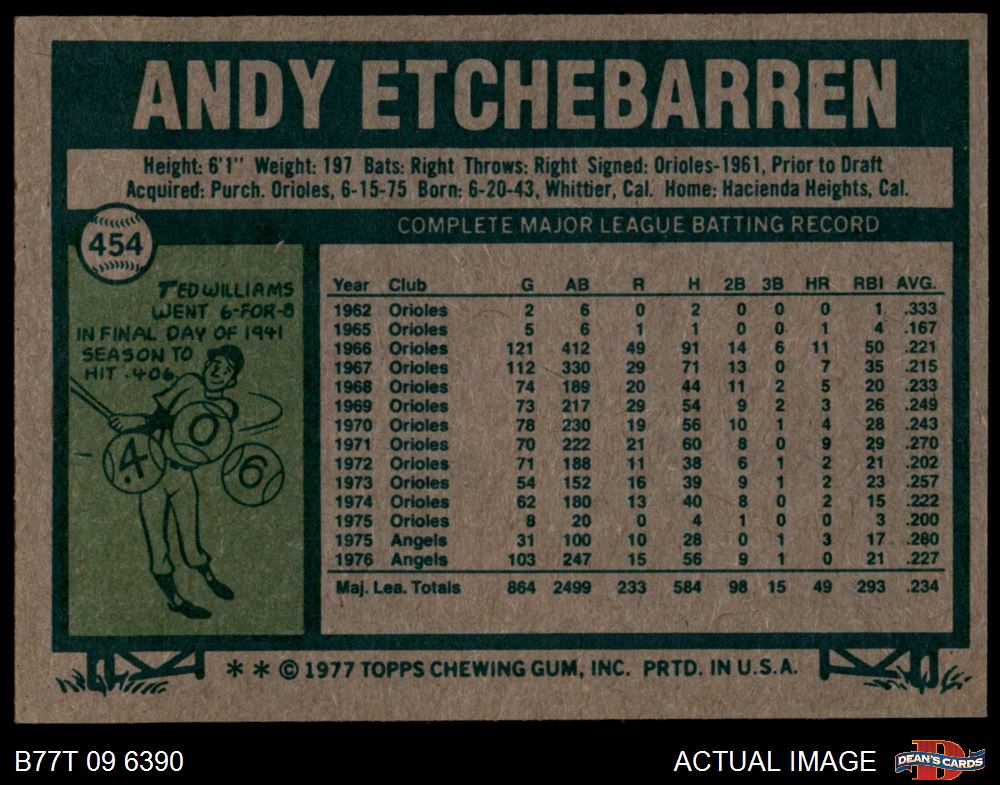 ANDY ETCHEBARREN
Height: 6'1" Weight: 197 Bats: Right Throws: Right Signed: Orioles-1961, Prior to Draft
Acquired: Purch. Orioles, 6-15-75 Born: 6-20-43, Whittier, Cal. Home: Hacienda Heights, Cal.
454
TED WILLIAMS
WENT 6-FOR-8
IN FINAL DAY OF 1941
SEASON TO
HIT .406
.4 0 6
COMPLETE MAJOR LEAGUE BATTING RECORD
Year Club G AB R H 2B 3B HR RBI AVG.
1962 Orioles 2 6 0 2 0 0 0 1 .333
1965 Orioles 5 6 1 1 0 0 1 4 .167
1966 Orioles 121 412 49 91 14 6 11 50 .221
1967 Orioles 112 330 29 71 13 0 7 35 .215
1968 Orioles 74 189 20 44 11 2 5 20 .233
1969 Orioles 73 217 29 54 9 2 3 26 .249
1970 Orioles 78 230 19 56 10 1 4 28 .243
1971 Orioles 70 222 21 60 8 0 9 29 .270
1972 Orioles 71 188 11 38 6 1 2 21 .202
1973 Orioles 54 152 16 39 9 1 2 23 .257
1974 Orioles 62 180 13 40 8 0 2 15 .222
1975 Orioles 8 20 0 4 1 0 0 3 .200
1975 Angels 31 100 10 28 0 1 3 17 .280
1976 Angels 103 247 15 56 9 1 0 21 .227
Maj. Lea. Totals 864 2499 233 584 98 15 49 293 .234
** © 1977 TOPPS CHEWING GUM, INC. PRTD. IN U.S.A.
B77T 09 6390
ACTUAL IMAGE
DEAN'S CARDS